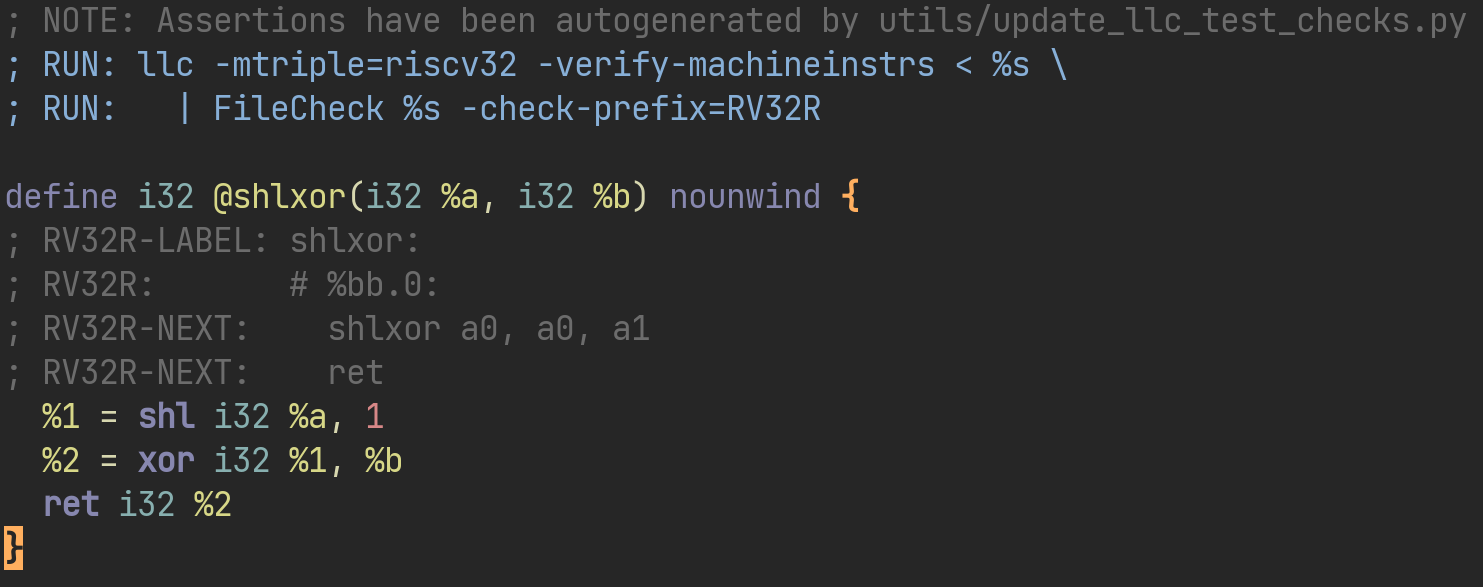 ; NOTE: Assertions have been autogenerated by utils/update_llc_test_checks.py
; RUN: llc -mtriple=riscv32 -verify-machineinstrs < %s \
; RUN:   | FileCheck %s -check-prefix=RV32R

define i32 @shlxor(i32 %a, i32 %b) nounwind {
; RV32R-LABEL: shlxor:
; RV32R:       # %bb.0:
; RV32R-NEXT:    shlxor a0, a0, a1
; RV32R-NEXT:    ret
  %1 = shl i32 %a, 1
  %2 = xor i32 %1, %b
  ret i32 %2
}